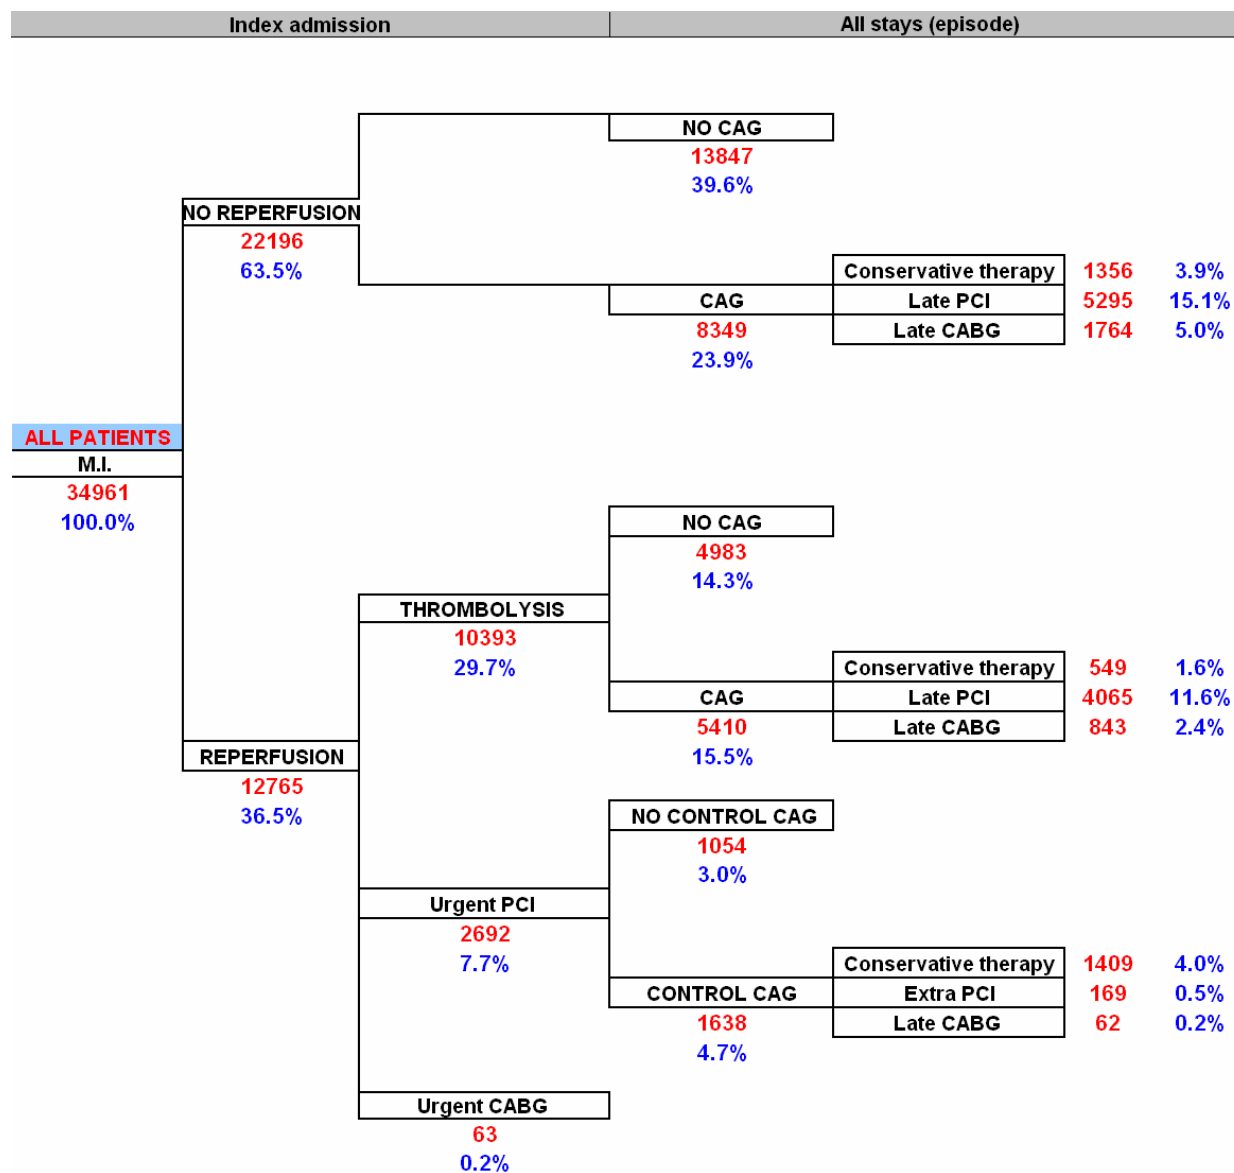 Index admission
All stays (episode)
NO CAG
13847
39.6%
NO REPERFUSION
22196
63.5%
Conservative therapy 1356 3.9%
CAG
Late PCI 5295 15.1%
8349
Late CABG 1764 5.0%
23.9%
ALL PATIENTS
M.I.
34961
100.0%
NO CAG
4983
14.3%
THROMBOLYSIS
10393
29.7%
Conservative therapy 549 1.6%
CAG
Late PCI 4065 11.6%
5410
Late CABG 843 2.4%
15.5%
REPERFUSION
12765
36.5%
NO CONTROL CAG
1054
3.0%
Urgent PCI
2692
7.7%
Conservative therapy 1409 4.0%
CONTROL CAG
Extra PCI 169 0.5%
1638
Late CABG 62 0.2%
4.7%
Urgent CABG
63
0.2%